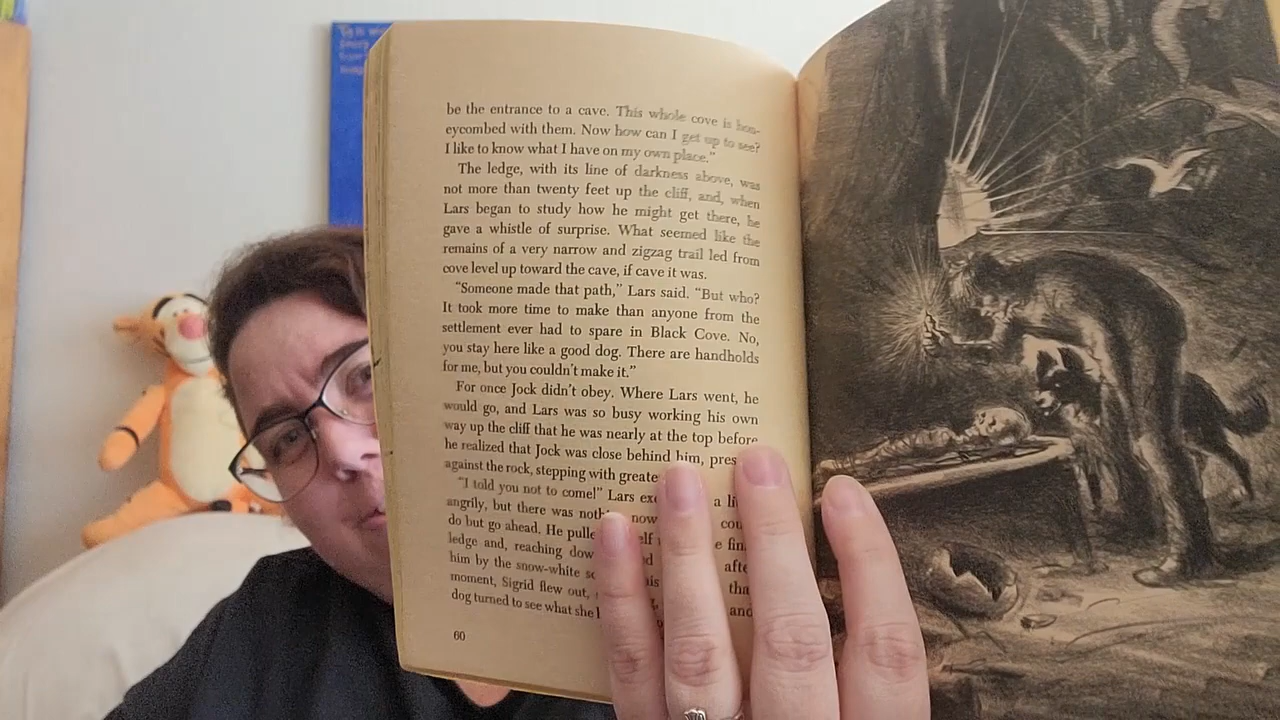 be the entrance to a cave. This whole cove is hon-
eycombed with them. Now how can I get up to see?
I like to know what I have on my own place."
The ledge, with its line of darkness above, was
not more than twenty feet up the cliff, and, when
Lars began to study how he might get there, he
gave a whistle of surprise. What seemed like the
remains of a very narrow and zigzag trail led from
cove level up toward the cave, if cave it was.
"Someone made that path," Lars said. "But who?
It took more time to make than anyone from the
settlement ever had to spare in Black Cove. No,
you stay here like a good dog. There are handholds
for me, but you couldn't make it."
For once Jock didn't obey. Where Lars went, he
would go, and Lars was so busy working his own
way up the cliff that he was nearly at the top before
he realized that Jock was close behind him, pres
against the rock, stepping with greate
"I told you not to come!" Lars exc a li
angrily, but there was noth now cou
do but go ahead. He pulle elf e fin
ledge and, reaching dow afte
him by the snow-white sc his tha
moment, Sigrid flew out, and
dog turned to see what she
60